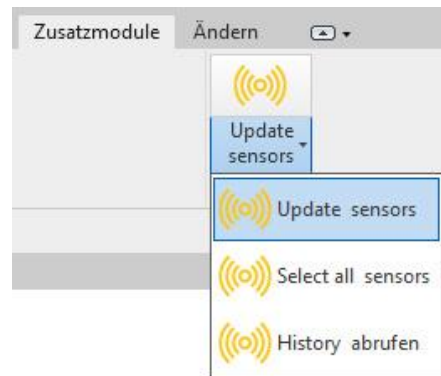 Zusatzmodule Ändern
Update
sensors
Update sensors
Select all sensors
History abrufen